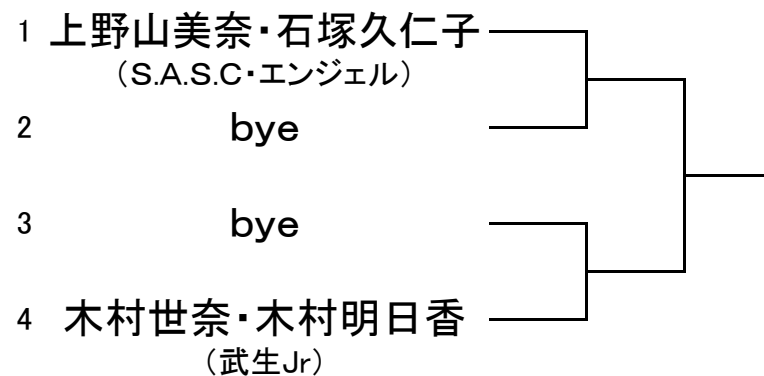 1 上野山美奈・石塚久仁子
（S.A.S.C・エンジェル）
2 bye
3 bye
4 木村世奈・木村明日香
（武生Jr）